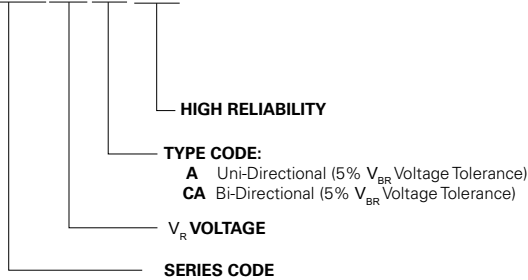 HIGH RELIABILITY
TYPE CODE:
A Uni-Directional (5% VBR Voltage Tolerance)
CA Bi-Directional (5% VBR Voltage Tolerance)
VR VOLTAGE
SERIES CODE